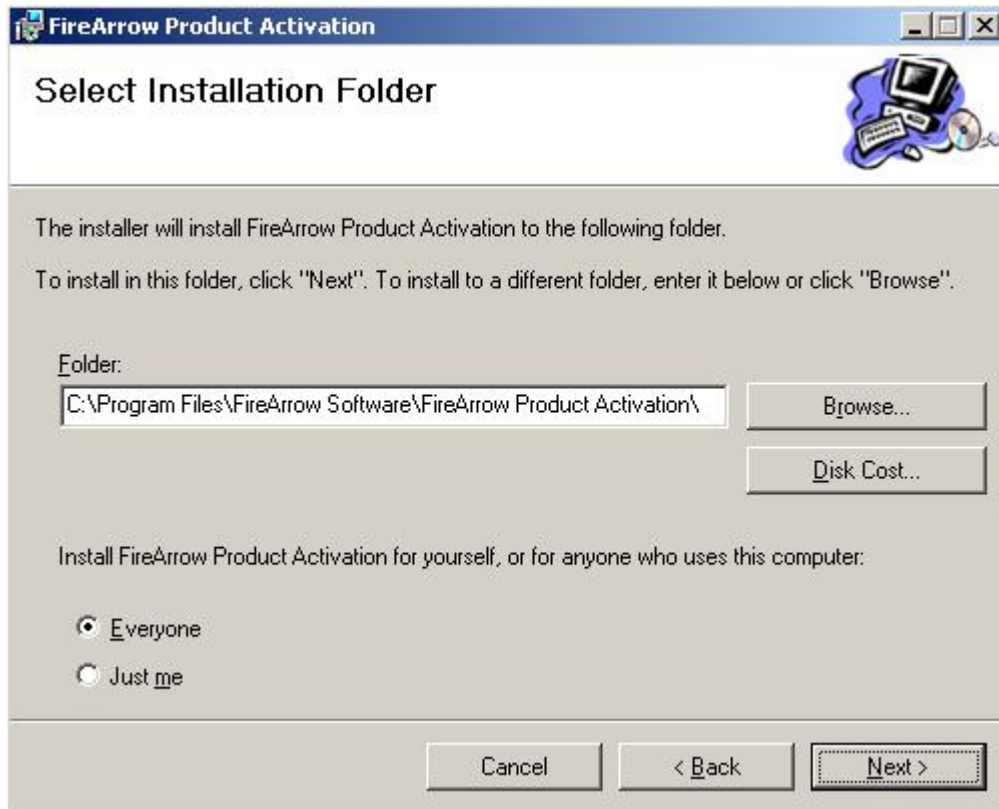 FireArrow Product Activation
Select Installation Folder
The installer will install FireArrow Product Activation to the following folder.
To install in this folder, click "Next". To install to a different folder, enter it below or click "Browse".
Folder:
C:\Program Files\FireArrow Software\FireArrow Product Activation\
Browse...
Disk Cost...
Install FireArrow Product Activation for yourself, or for anyone who uses this computer:
Everyone
Just me
Cancel
< Back
Next >